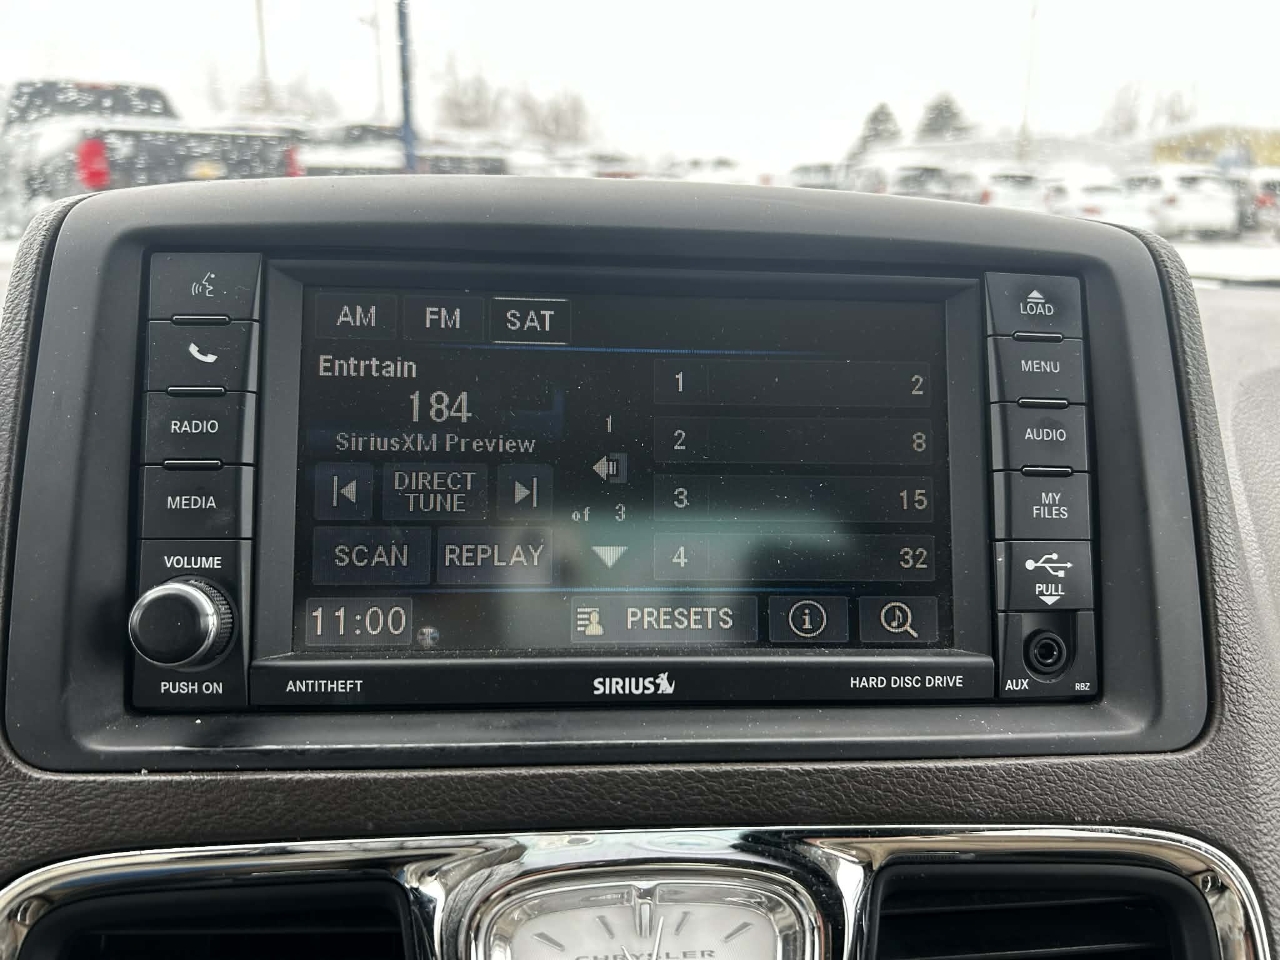 LOAD
AM FM SAT
Entrtain
1 2
RADIO
184
MENU
SiriusXM Preview
1
2 8
AUDIO
MEDIA
DIRECT
TUNE
of 3
3 15
MY
FILES
SCAN REPLAY
4 32
VOLUME
PULL
11:00
PRESETS
i
PUSH ON
ANTITHEFT
SIRIUS
HARD DISC DRIVE
AUX
RBZ
CHRYSLER